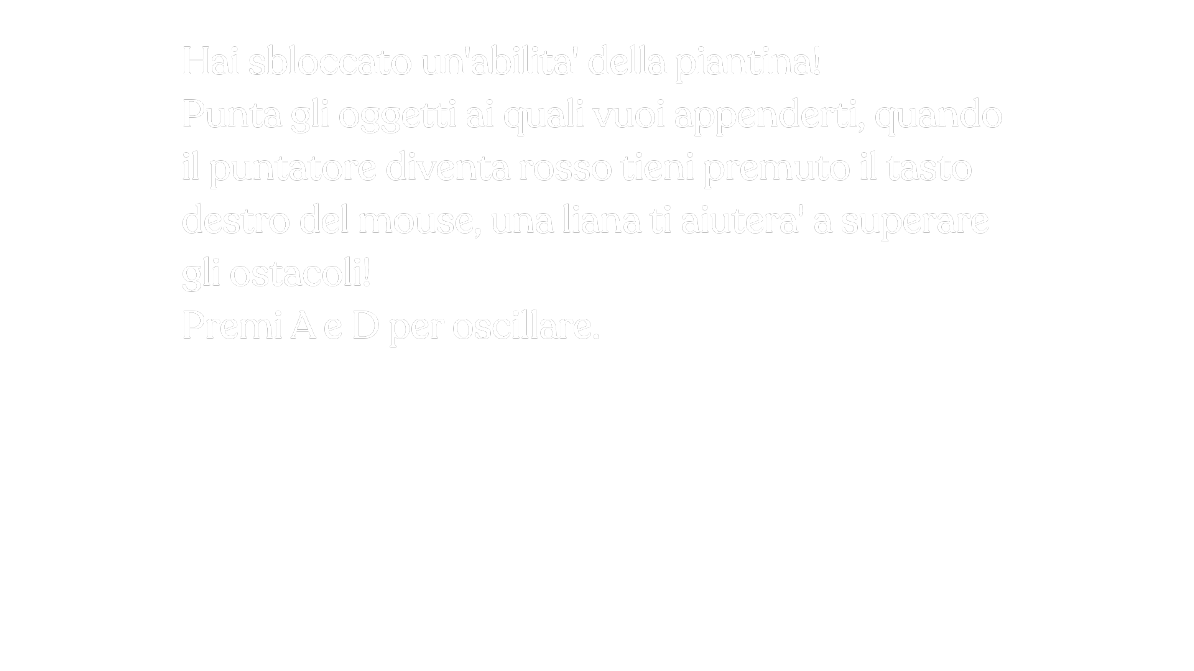 Hai sbloccato un'abilita' della piantina!
Punta gli oggetti ai quali vuoi appenderti, quando
il puntatore diventa rosso tieni premuto il tasto
destro del mouse, una liana ti aiutera' a superare
gli ostacoli!
Premi A e D per oscillare.